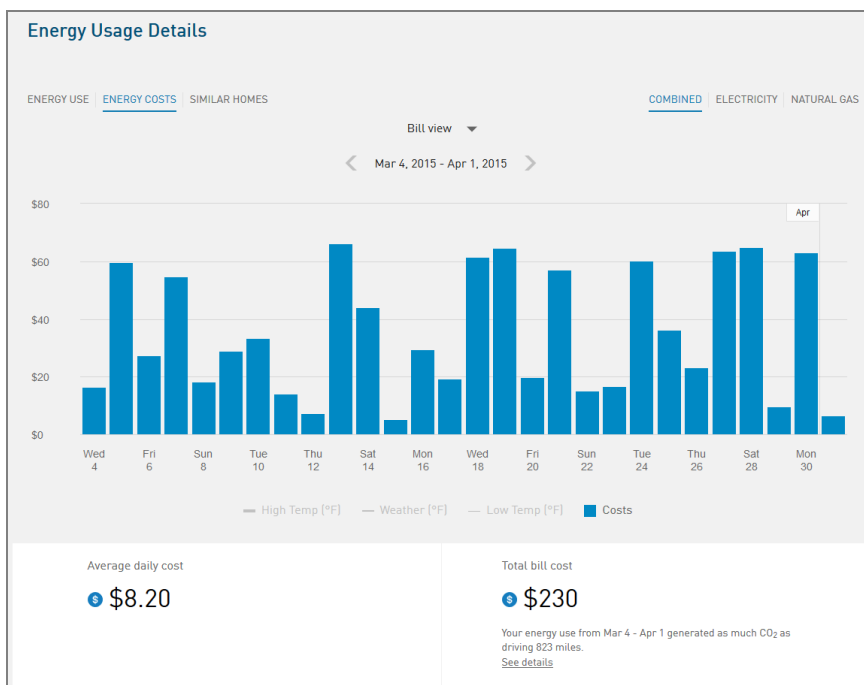 Energy Usage Details
ENERGY USE ENERGY COSTS SIMILAR HOMES COMBINED ELECTRICITY NATURAL GAS
Bill view
Mar 4, 2015 - Apr 1, 2015
$80
Apr
$60
$40
$20
$0
Wed Fri Sun Tue Thu Sat Mon Wed Fri Sun Tue Thu Sat Mon
4 6 8 10 12 14 16 18 20 22 24 26 28 30
High Temp (°F) Weather (°F) Low Temp (°F) Costs
Average daily cost
$ $8.20
Total bill cost
$ $230
Your energy use from Mar 4 - Apr 1 generated as much CO₂ as
driving 823 miles.
See details